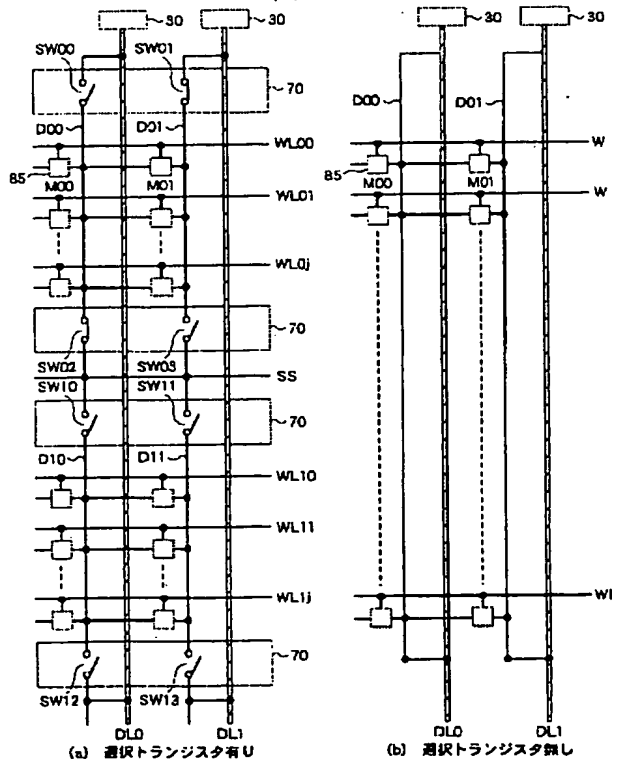 30 30 30 30
SW00 SW01
70
D00 D01 D00 D01
WL00 W
85 M00 M01 85 M00 M01
WL01 W
WL0j
70
SW02 SW03
SS
SW10 SW11
70
D10 D11
WL10
WL11
WL1j WI
70
SW12 SW13
DL0 DL1 DL0 DL1
(a) 選択トランジスタ有り (b) 選択トランジスタ無し